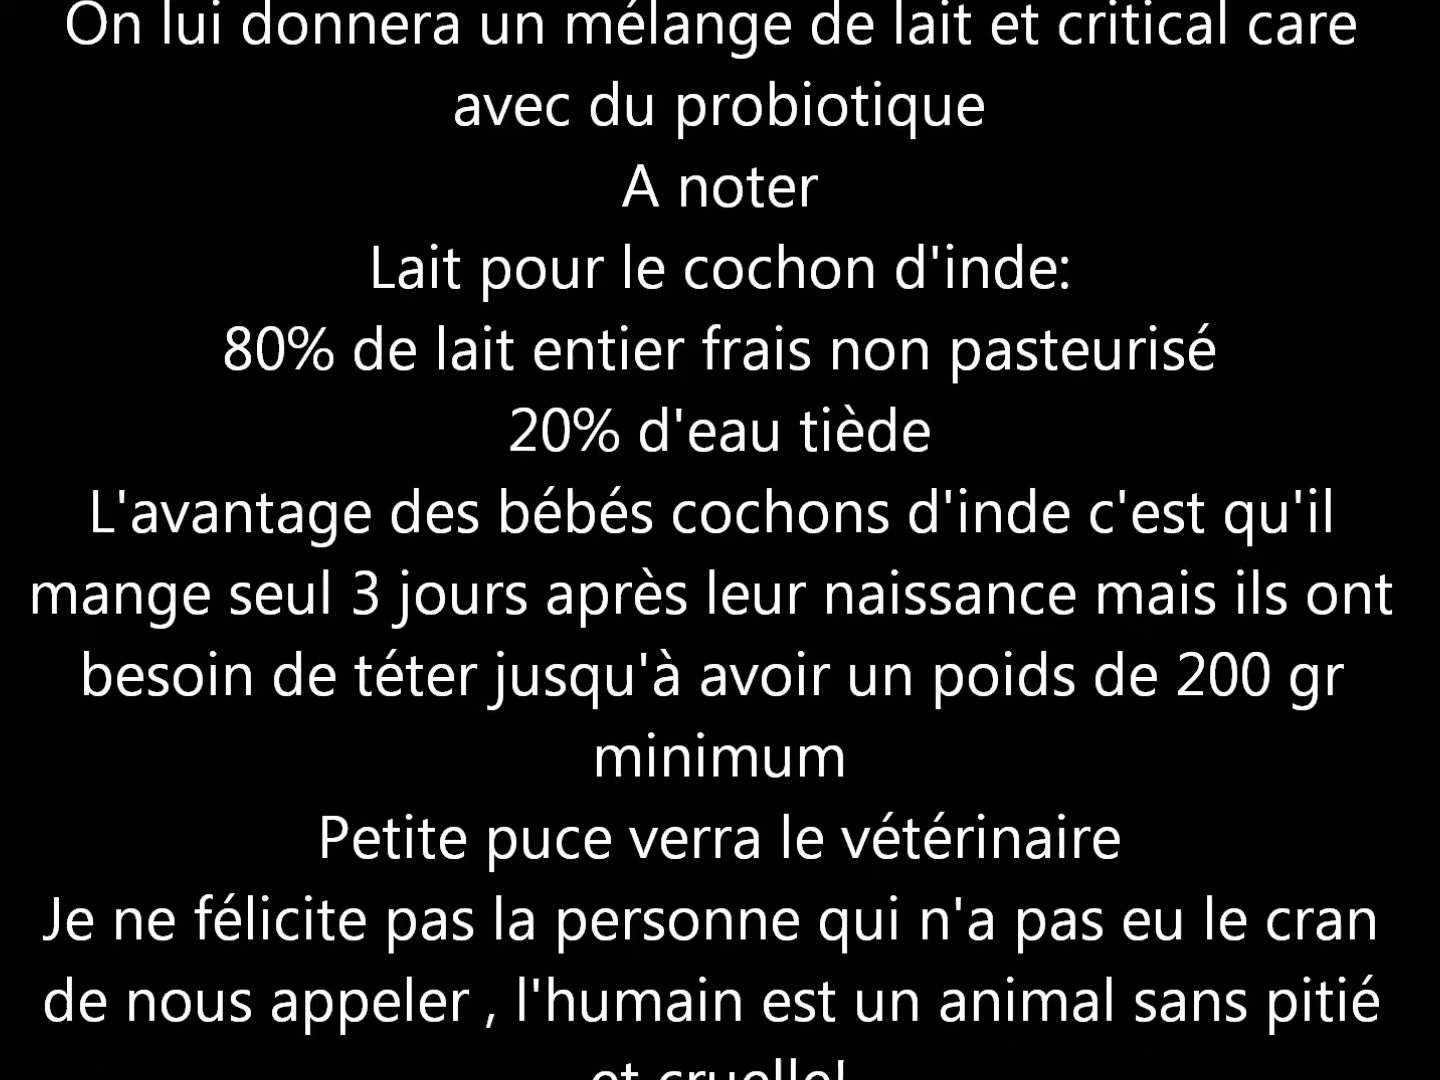 On lui donnera un mélange de lait et critical care
avec du probiotique
A noter
Lait pour le cochon d'inde:
80% de lait entier frais non pasteurisé
20% d'eau tiède
L'avantage des bébés cochons d'inde c'est qu'il
mange seul 3 jours après leur naissance mais ils ont
besoin de téter jusqu'à avoir un poids de 200 gr
minimum
Petite puce verra le vétérinaire
Je ne félicite pas la personne qui n'a pas eu le cran
de nous appeler , l'humain est un animal sans pitié
et cruelle!